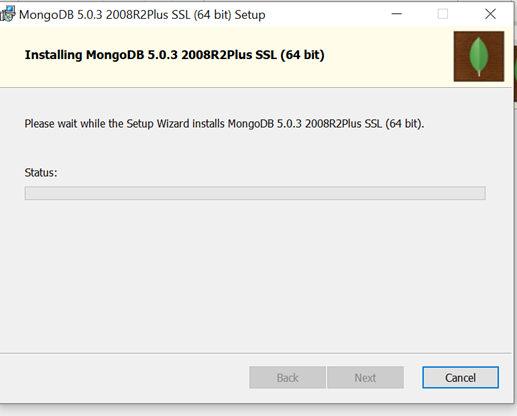 MongoDB 5.0.3 2008R2Plus SSL (64 bit) Setup
Installing MongoDB 5.0.3 2008R2Plus SSL (64 bit)
Please wait while the Setup Wizard installs MongoDB 5.0.3 2008R2Plus SSL (64 bit).
Status:
Back Next Cancel